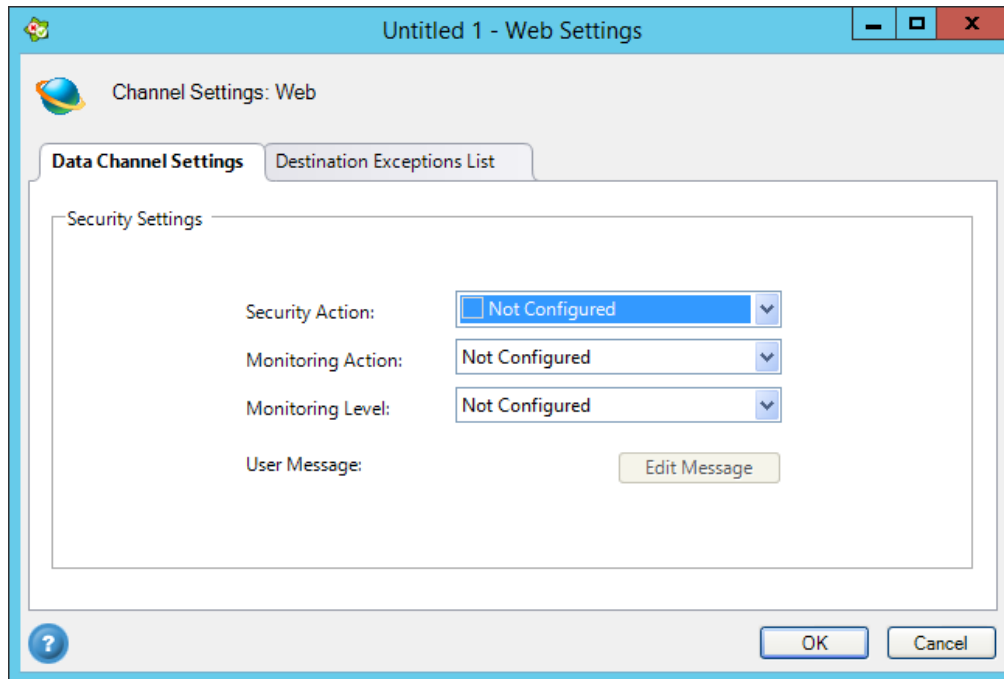 Untitled 1 - Web Settings
Channel Settings: Web
Data Channel Settings
Destination Exceptions List
Security Settings
Security Action: Not Configured
Monitoring Action: Not Configured
Monitoring Level: Not Configured
User Message: Edit Message
? OK Cancel